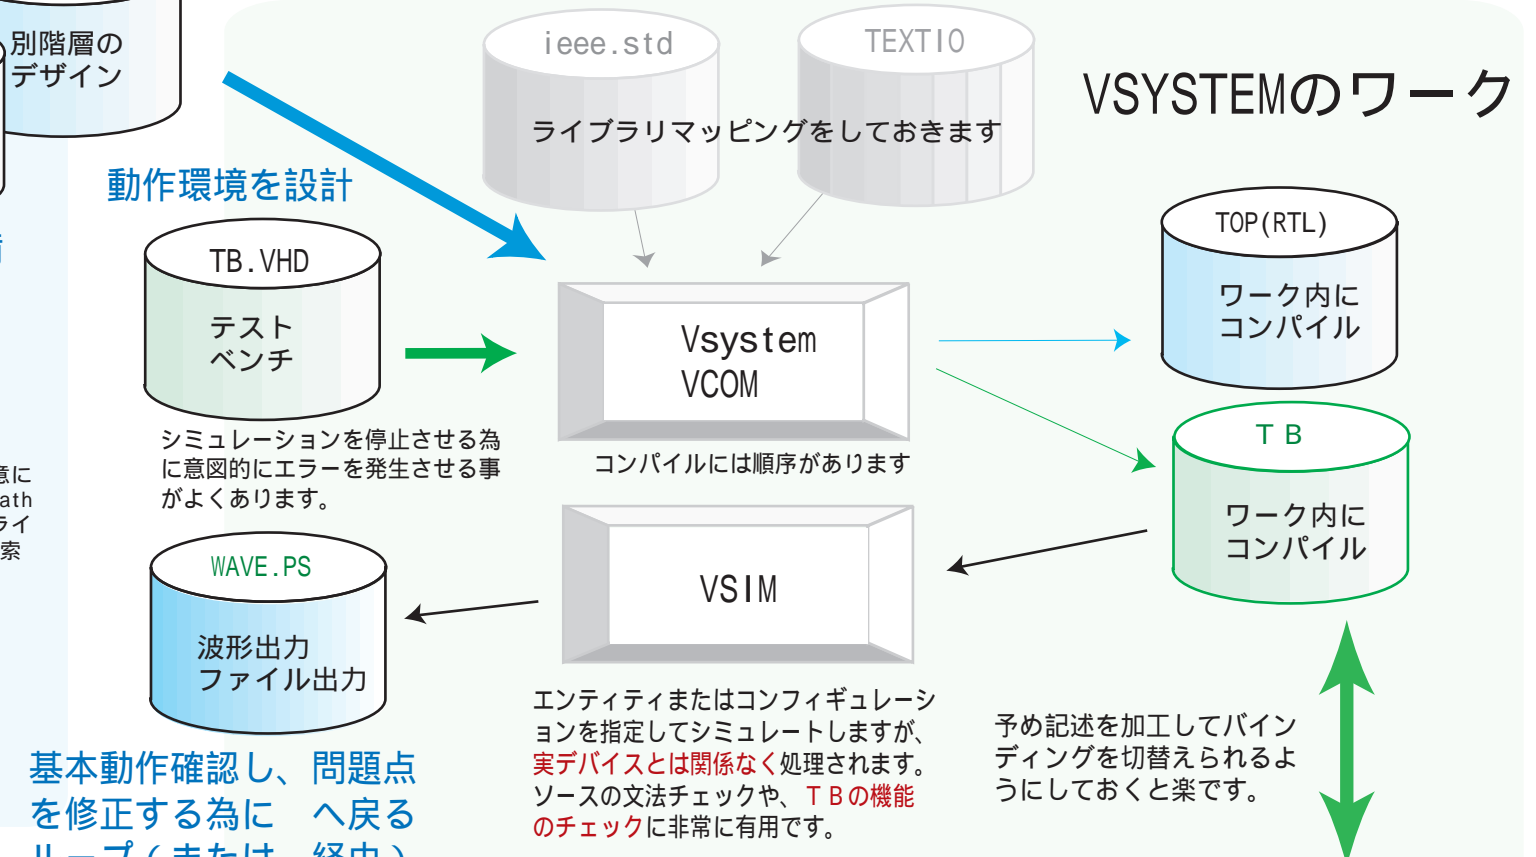 別階層の
デザイン
ieee.std
TEXTIO
VSYSTEMのワーク
ライブラリマッピングをしておきます
動作環境を設計
TB.VHD
テスト
ベンチ
Vsystem
VCOM
TOP(RTL)
ワーク内に
コンパイル
シミュレーションを停止させる為
に意図的にエラーを発生させる事
がよくあります。
コンパイルには順序があります
ＴＢ
ワーク内に
コンパイル
意に
ath
ライ
索
WAVE.PS
波形出力
ファイル出力
VSIM
エンティティまたはコンフィギュレーシ
ョンを指定してシミュレートしますが、
実デバイスとは関係なく処理されます。
ソースの文法チェックや、ＴＢの機能
のチェックに非常に有用です。
予め記述を加工してバイン
ディングを切替えられるよ
うにしておくと楽です。
基本動作確認し、問題点
を修正する為に　へ戻る
ループ（または　経由）